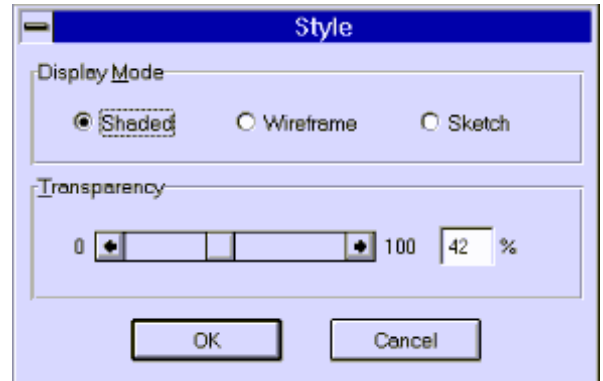 Style
Display Mode
Shaded Wireframe Sketch
Transparency
0 100 42 %
OK Cancel